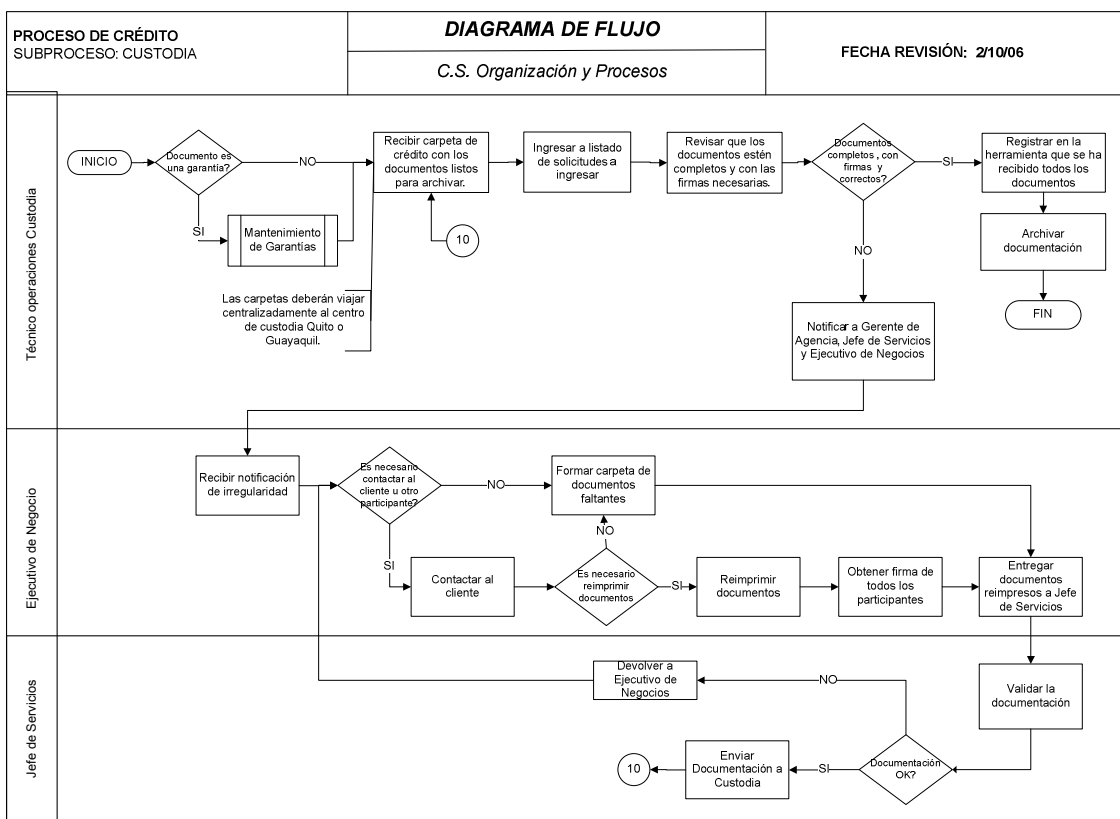 PROCESO DE CRÉDITO
SUBPROCESO: CUSTODIA
DIAGRAMA DE FLUJO
C.S. Organización y Procesos
FECHA REVISIÓN: 2/10/06
Técnico operaciones Custodia
INICIO
Documento es
una garantía?
NO
SI
Mantenimiento
de Garantías
Recibir carpeta de
crédito con los
documentos listos
para archivar.
10
Las carpetas deberán viajar
centralizadamente al centro
de custodia Quito o
Guayaquil.
Ingresar a listado
de solicitudes a
ingresar
Revisar que los
documentos estén
completos y con las
firmas necesarias.
Documentos
completos , con
firmas y
correctos?
SI
NO
Registrar en la
herramienta que se ha
recibido todos los
documentos
Archivar
documentación
FIN
Notificar a Gerente de
Agencia, Jefe de Servicios
y Ejecutivo de Negocios
Ejecutivo de Negocio
Recibir notificación
de irregularidad
Es necesario
contactar al
cliente u otro
participante?
NO
SI
Formar carpeta de
documentos
faltantes
NO
Contactar al
cliente
Es necesario
reimprimir
documentos
SI
Reimprimir
documentos
Obtener firma de
todos los
participantes
Entregar
documentos
reimpresos a Jefe
de Servicios
Jefe de Servicios
Devolver a
Ejecutivo de
Negocios
NO
Validar la
documentación
Documentación
OK?
SI
Enviar
Documentación a
Custodia
10